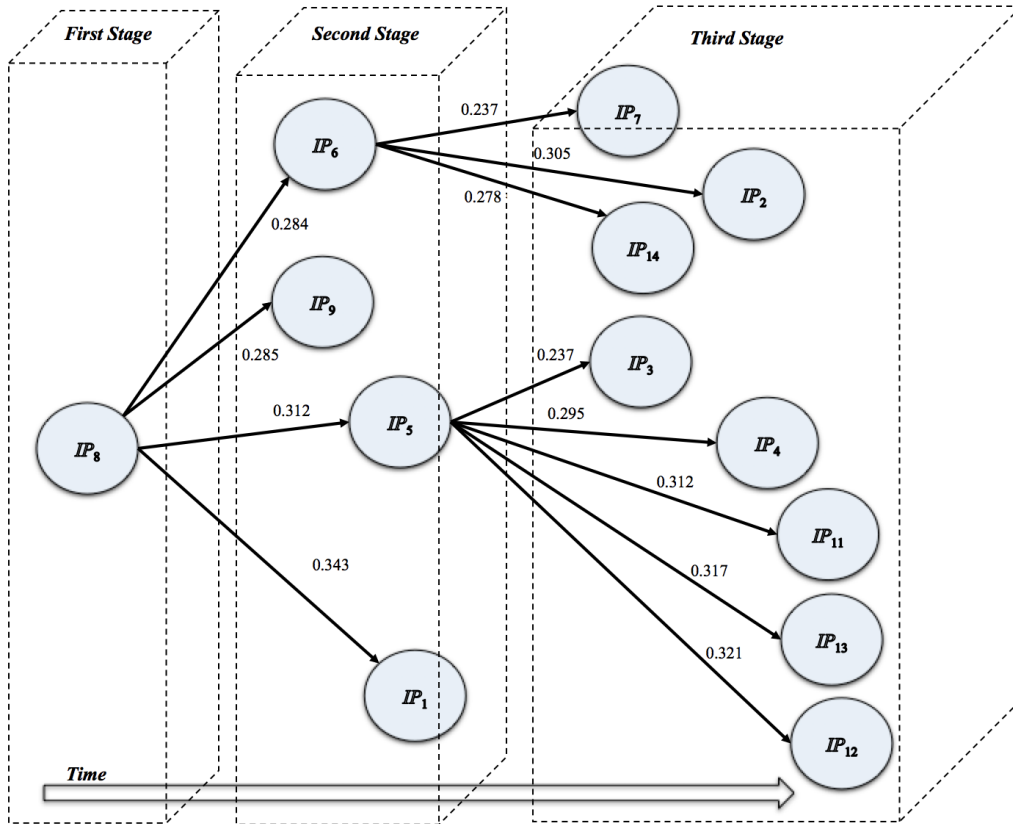 First Stage
Second Stage
Third Stage
IP7
0.237
IP6
0.305
IP2
0.278
0.284
IP14
IP9
0.285
0.237
IP3
0.312
0.295
IP5
IP4
IP8
0.312
IP11
0.343
0.317
IP13
0.321
IP1
IP12
Time